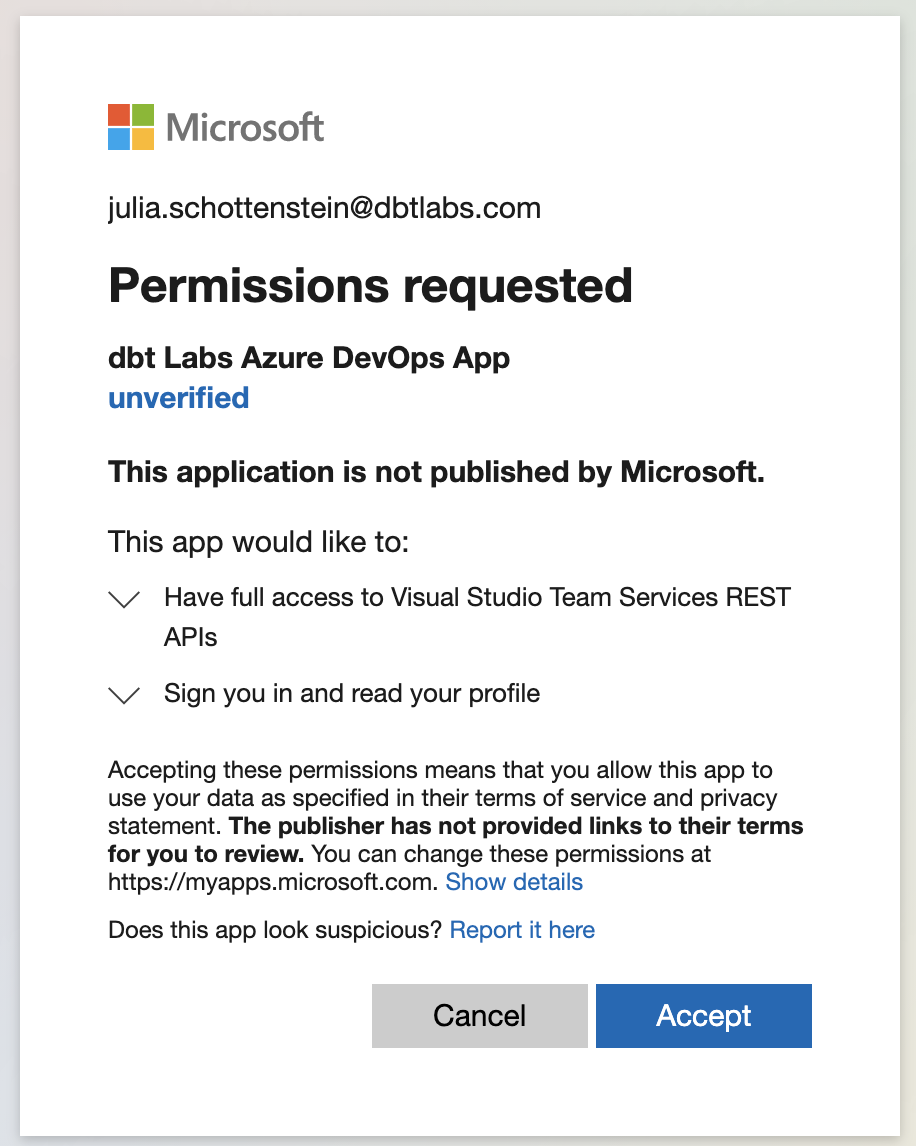 Microsoft
julia.schottenstein@dbtlabs.com
Permissions requested
dbt Labs Azure DevOps App
unverified
This application is not published by Microsoft.
This app would like to:
Have full access to Visual Studio Team Services REST
APIs
Sign you in and read your profile
Accepting these permissions means that you allow this app to
use your data as specified in their terms of service and privacy
statement. The publisher has not provided links to their terms
for you to review. You can change these permissions at
https://myapps.microsoft.com. Show details
Does this app look suspicious? Report it here
Cancel
Accept